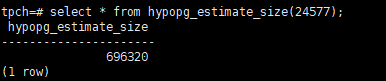 tpch=# select * from hypopg_estimate_size(24577);
 hypopg_estimate_size
----------------------
               696320
(1 row)